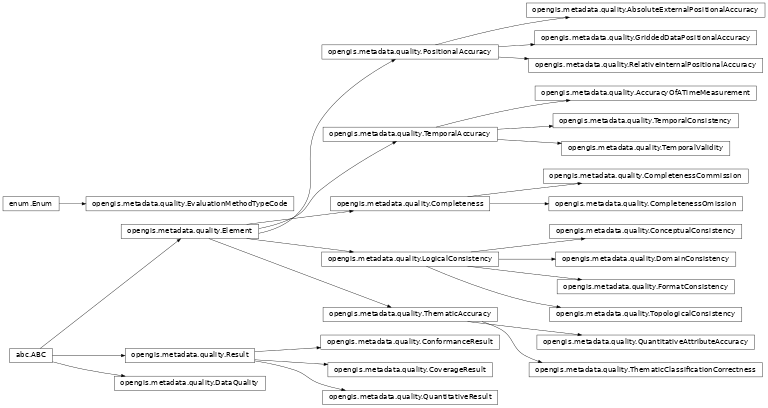 opengis.metadata.quality.AbsoluteExternalPositionalAccuracy
opengis.metadata.quality.GriddedDataPositionalAccuracy
opengis.metadata.quality.PositionalAccuracy
opengis.metadata.quality.RelativeInternalPositionalAccuracy
opengis.metadata.quality.AccuracyOfATimeMeasurement
opengis.metadata.quality.TemporalConsistency
opengis.metadata.quality.TemporalAccuracy
opengis.metadata.quality.TemporalValidity
opengis.metadata.quality.CompletenessCommission
enum.Enum
opengis.metadata.quality.EvaluationMethodTypeCode
opengis.metadata.quality.Completeness
opengis.metadata.quality.CompletenessOmission
opengis.metadata.quality.Element
opengis.metadata.quality.ConceptualConsistency
opengis.metadata.quality.LogicalConsistency
opengis.metadata.quality.DomainConsistency
opengis.metadata.quality.FormatConsistency
opengis.metadata.quality.ThematicAccuracy
opengis.metadata.quality.TopologicalConsistency
opengis.metadata.quality.ConformanceResult
opengis.metadata.quality.QuantitativeAttributeAccuracy
abc.ABC
opengis.metadata.quality.Result
opengis.metadata.quality.CoverageResult
opengis.metadata.quality.ThematicClassificationCorrectness
opengis.metadata.quality.DataQuality
opengis.metadata.quality.QuantitativeResult